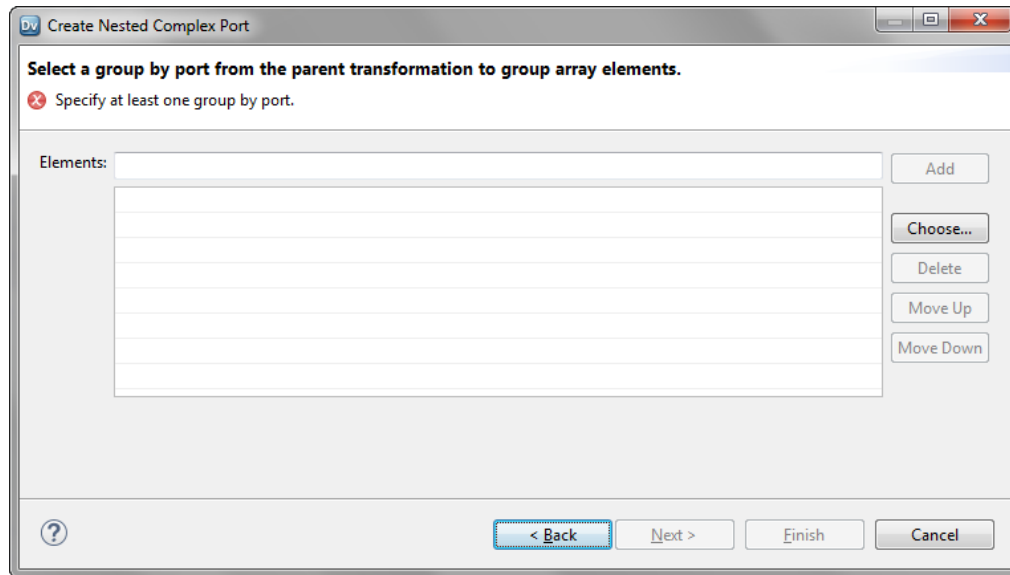 Dv Create Nested Complex Port
Select a group by port from the parent transformation to group array elements.
Specify at least one group by port.
Elements:
Add
Choose...
Delete
Move Up
Move Down
?
< Back
Next >
Finish
Cancel